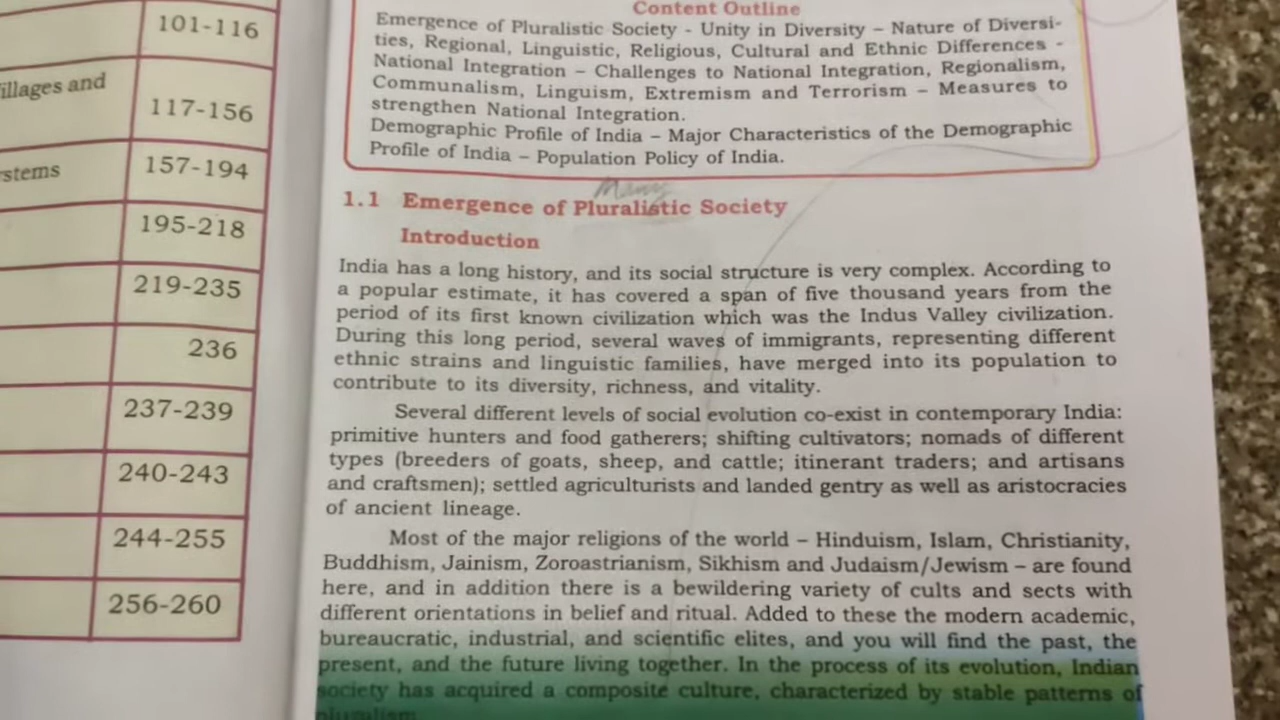 101-116
illages and
117-156
stems
157-194
195-218
219-235
236
237-239
240-243
244-255
256-260
Content Outline
Emergence of Pluralistic Society - Unity in Diversity – Nature of Diversi-
ties, Regional, Linguistic, Religious, Cultural and Ethnic Differences -
National Integration – Challenges to National Integration, Regionalism,
Communalism, Linguism, Extremism and Terrorism – Measures to
strengthen National Integration.
Demographic Profile of India – Major Characteristics of the Demographic
Profile of India – Population Policy of India.
Many
1.1 Emergence of Pluralistic Society
Introduction
India has a long history, and its social structure is very complex. According to
a popular estimate, it has covered a span of five thousand years from the
period of its first known civilization which was the Indus Valley civilization.
During this long period, several waves of immigrants, representing different
ethnic strains and linguistic families, have merged into its population to
contribute to its diversity, richness, and vitality.
Several different levels of social evolution co-exist in contemporary India:
primitive hunters and food gatherers; shifting cultivators; nomads of different
types (breeders of goats, sheep, and cattle; itinerant traders; and artisans
and craftsmen); settled agriculturists and landed gentry as well as aristocracies
of ancient lineage.
Most of the major religions of the world – Hinduism, Islam, Christianity,
Buddhism, Jainism, Zoroastrianism, Sikhism and Judaism/Jewism – are found
here, and in addition there is a bewildering variety of cults and sects with
different orientations in belief and ritual. Added to these the modern academic,
bureaucratic, industrial, and scientific elites, and you will find the past, the
present, and the future living together. In the process of its evolution, Indian
society has acquired a composite culture, characterized by stable patterns of
pluralism